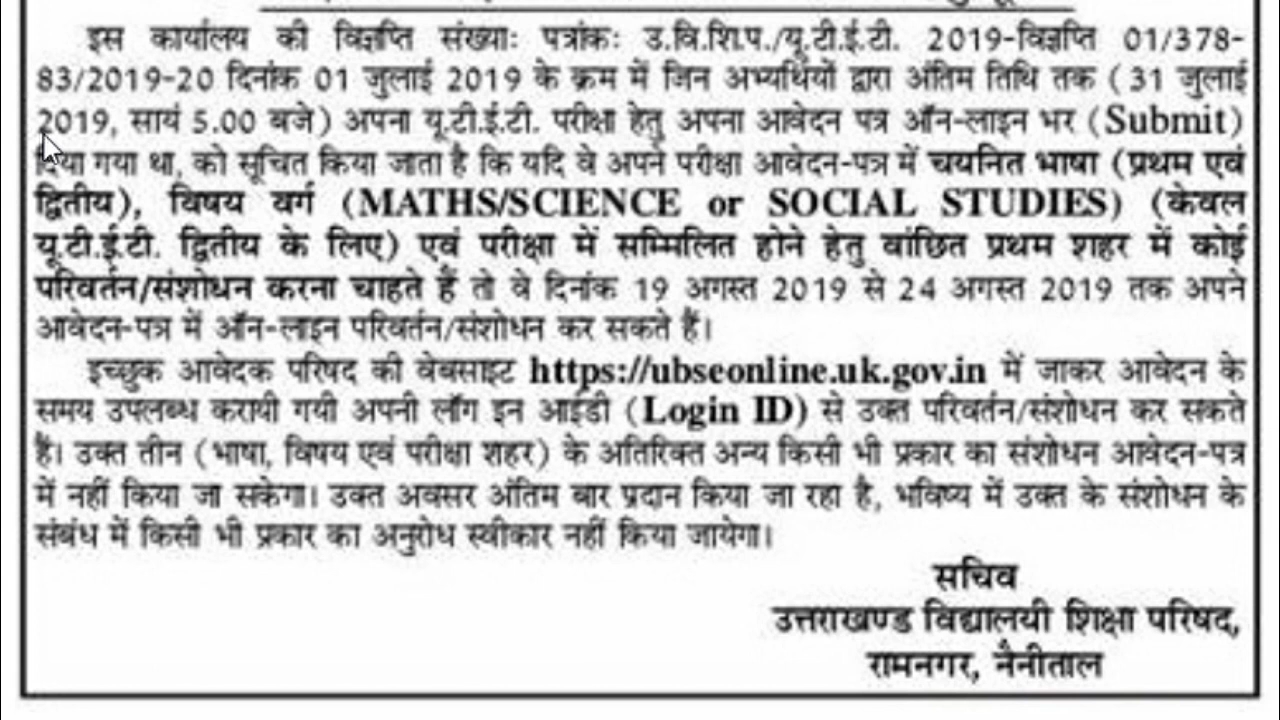 इस कार्यालय की विज्ञप्ति संख्याः पत्रांकः उ.वि.शि.प./यू.टी.ई.टी. 2019-विज्ञप्ति 01/378-
83/2019-20 दिनांक 01 जुलाई 2019 के क्रम में जिन अभ्यर्थियों द्वारा अंतिम तिथि तक (31 जुलाई
2019, सायं 5.00 बजे) अपना यू.टी.ई.टी. परीक्षा हेतु अपना आवेदन पत्र ऑन-लाइन भर (Submit)
दिया गया था, को सूचित किया जाता है कि यदि वे अपने परीक्षा आवेदन-पत्र में चयनित भाषा (प्रथम एवं
द्वितीय), विषय वर्ग (MATHS/SCIENCE or SOCIAL STUDIES) (केवल
यू.टी.ई.टी. द्वितीय के लिए) एवं परीक्षा में सम्मिलित होने हेतु वांछित प्रथम शहर में कोई
परिवर्तन/संशोधन करना चाहते हैं तो वे दिनांक 19 अगस्त 2019 से 24 अगस्त 2019 तक अपने
आवेदन-पत्र में ऑन-लाइन परिवर्तन/संशोधन कर सकते हैं।
इच्छुक आवेदक परिषद की वेबसाइट https://ubseonline.uk.gov.in में जाकर आवेदन के
समय उपलब्ध करायी गयी अपनी लॉग इन आईडी (Login ID) से उक्त परिवर्तन/संशोधन कर सकते
हैं। उक्त तीन (भाषा, विषय एवं परीक्षा शहर) के अतिरिक्त अन्य किसी भी प्रकार का संशोधन आवेदन-पत्र
में नहीं किया जा सकेगा। उक्त अवसर अंतिम बार प्रदान किया जा रहा है, भविष्य में उक्त के संशोधन के
संबंध में किसी भी प्रकार का अनुरोध स्वीकार नहीं किया जायेगा।
सचिव
उत्तराखण्ड विद्यालयी शिक्षा परिषद,
रामनगर, नैनीताल